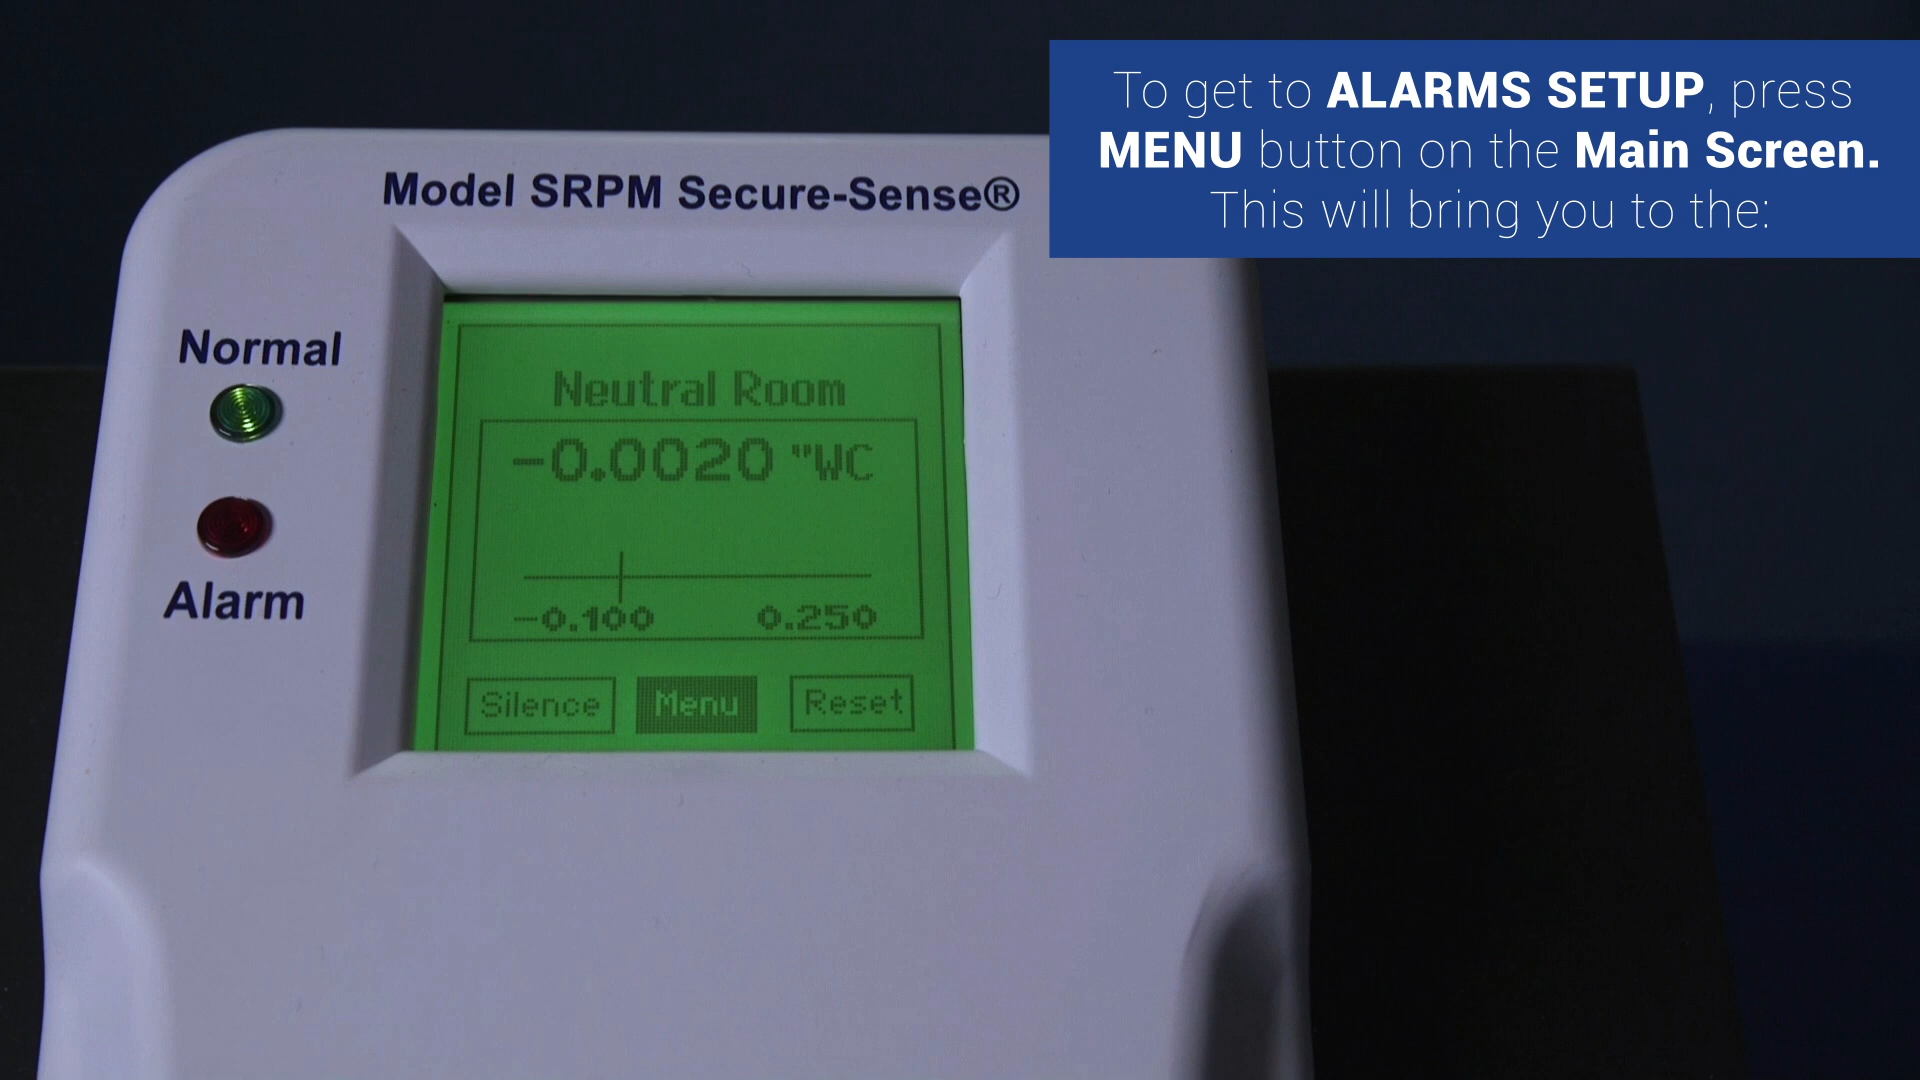 To get to ALARMS SETUP, press
MENU button on the Main Screen.
This will bring you to the:
Model SRPM Secure-Sense®
Normal
Alarm
Neutral Room
-0.0020 "WC
-0.100 0.250
Silence Menu Reset